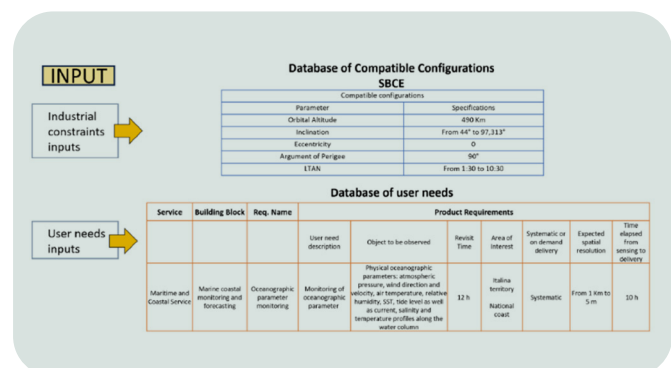 INPUT
Industrial
constraints
inputs
Database of Compatible Configurations
SBCE
Compatible configurations
Parameter Specifications
Orbital Altitude 490 Km
Inclination From 44° to 97,313°
Eccentricity 0
Argument of Perigee 90°
LTAN From 1:30 to 10:30
Database of user needs
User needs
inputs
Service Building Block Req. Name Product Requirements
User need
description
Object to be observed
Revisit
Time
Area of
interest
Systematic or
on demand
delivery
Expected
spatial
resolution
Time
elapsed
from
sensing to
delivery
Maritime and
Coastal Service
Marine coastal
monitoring and
forecasting
Oceanographic
parameter
monitoring
Monitoring of
oceanographic
parameter
Physical oceanographic
parameters: atmospheric
pressure, wind direction and
velocity, air temperature, relative
humidity, SST, tide level as well
as current, salinity and
temperature profiles along the
water column
12 h
Italina
territory
National
coast
Systematic
From 1 Km to
5 m
10 h